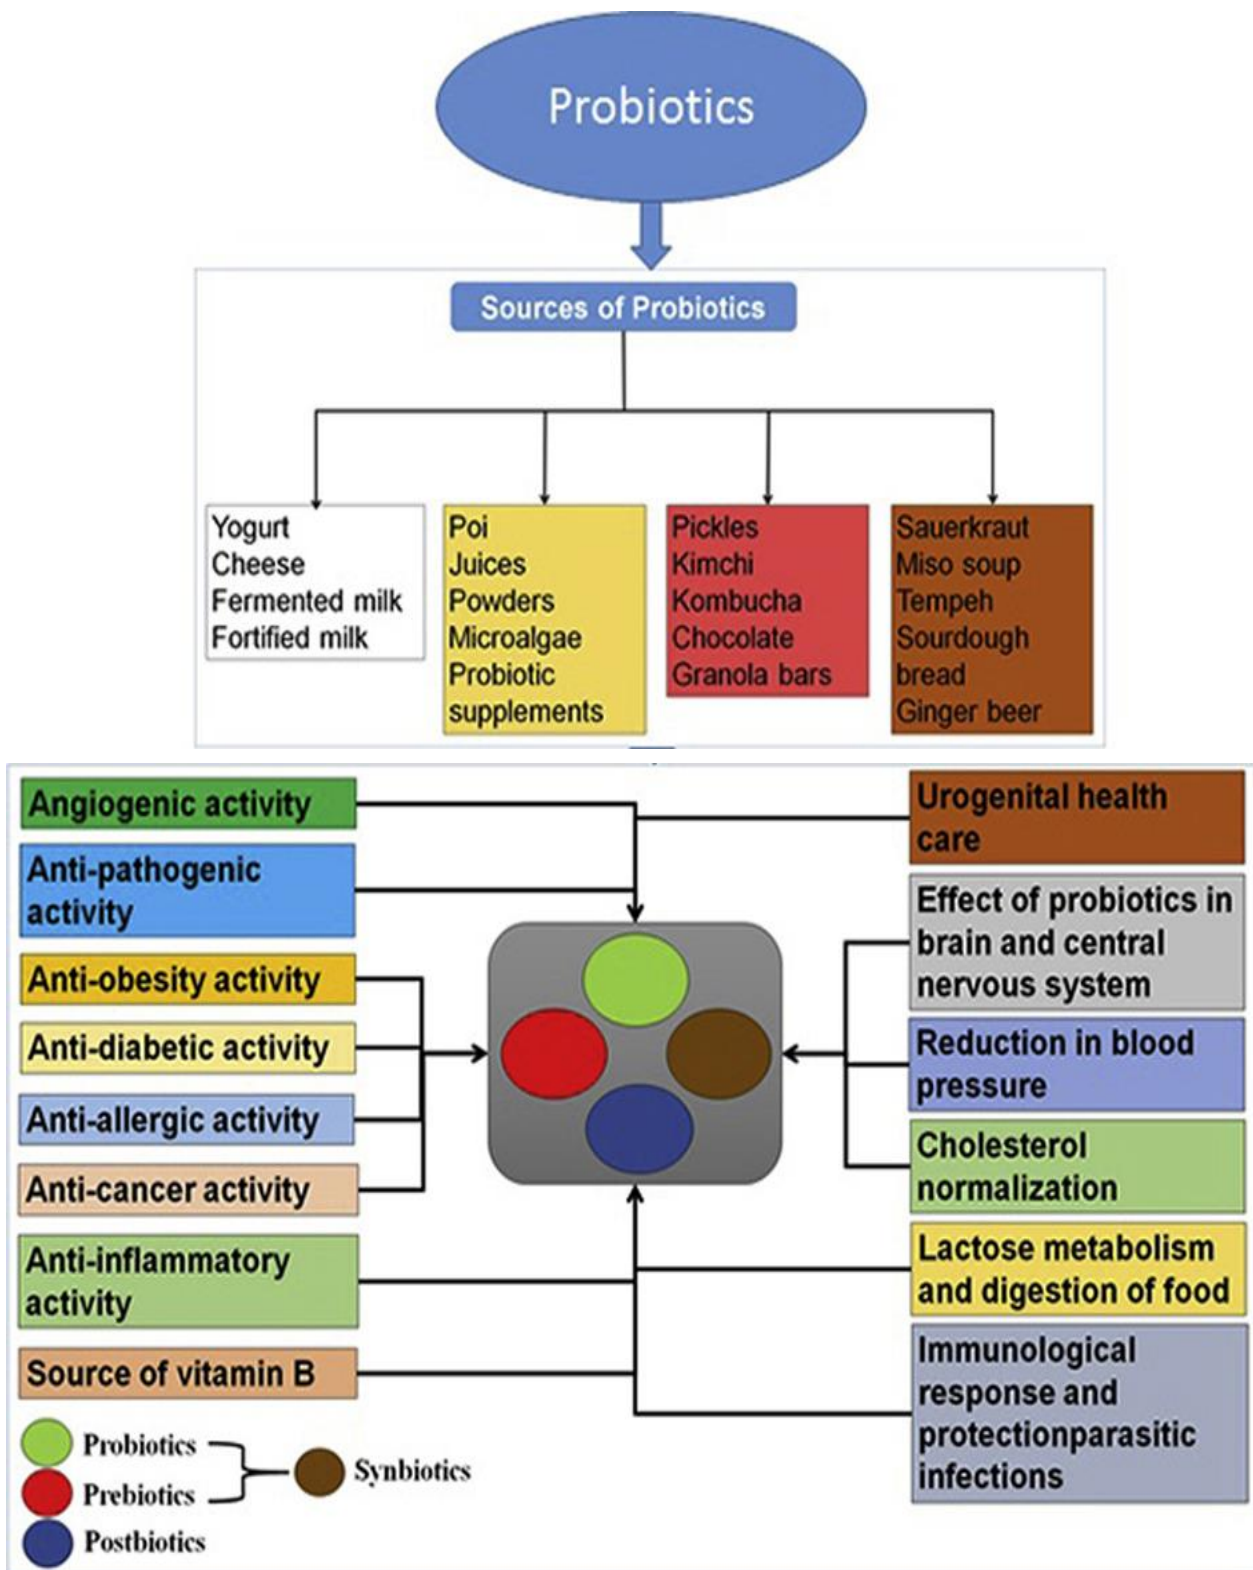 Probiotics
Sources of Probiotics
Yogurt
Cheese
Fermented milk
Fortified milk
Poi
Juices
Powders
Microalgae
Probiotic
supplements
Pickles
Kimchi
Kombucha
Chocolate
Granola bars
Sauerkraut
Miso soup
Tempeh
Sourdough
bread
Ginger beer
Angiogenic activity
Anti-pathogenic
activity
Anti-obesity activity
Anti-diabetic activity
Anti-allergic activity
Anti-cancer activity
Anti-inflammatory
activity
Source of vitamin B
Urogenital health
care
Effect of probiotics in
brain and central
nervous system
Reduction in blood
pressure
Cholesterol
normalization
Lactose metabolism
and digestion of food
Immunological
response and
protectionparasitic
infections
Probiotics
Prebiotics
Synbiotics
Postbiotics